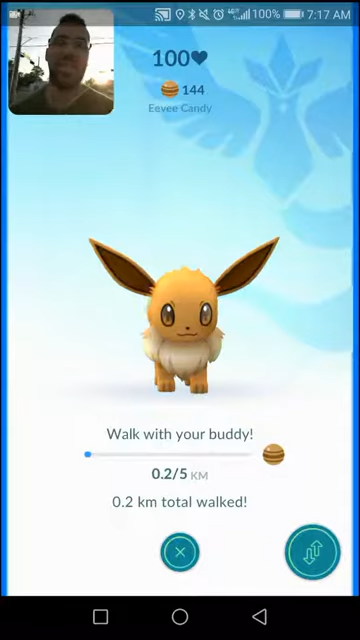 100% 7:17 AM
100
144
Eevee Candy
Walk with your buddy!
0.2/5 KM
0.2 km total walked!